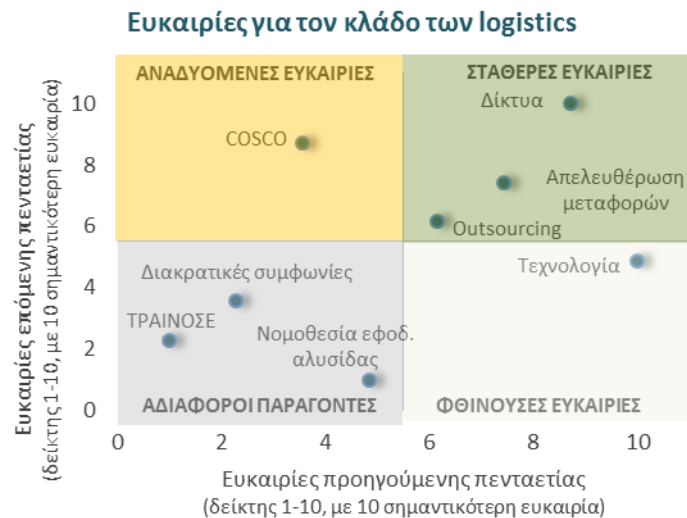 Ευκαιρίες για τον κλάδο των logistics
ΑΝΑΔΥΟΜΕΝΕΣ ΕΥΚΑΙΡΙΕΣ
ΣΤΑΘΕΡΕΣ ΕΥΚΑΙΡΙΕΣ
Δίκτυα
COSCO
Απελευθέρωση
μεταφορών
Outsourcing
Τεχνολογία
Διακρατικές συμφωνίες
ΤΡΑΙΝΟΣΕ
Νομοθεσία εφοδ.
αλυσίδας
ΑΔΙΑΦΟΡΟΙ ΠΑΡΑΓΟΝΤΕΣ
ΦΘΙΝΟΥΣΕΣ ΕΥΚΑΙΡΙΕΣ
Ευκαιρίες επόμενης πενταετίας
(δείκτης 1-10, με 10 σημαντικότερη ευκαιρία)
10
8
6
4
2
0
0 2 4 6 8 10
Ευκαιρίες προηγούμενης πενταετίας
(δείκτης 1-10, με 10 σημαντικότερη ευκαιρία)